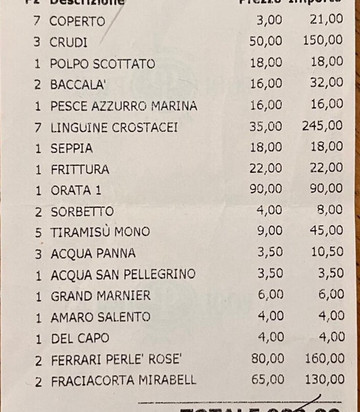 Pz Descrizione Prezzo Importo
7 COPERTO 3,00 21,00
3 CRUDI 50,00 150,00
1 POLPO SCOTTATO 18,00 18,00
2 BACCALA' 16,00 32,00
1 PESCE AZZURRO MARINA 16,00 16,00
7 LINGUINE CROSTACEI 35,00 245,00
1 SEPPIA 18,00 18,00
1 FRITTURA 22,00 22,00
1 ORATA 1 90,00 90,00
2 SORBETTO 4,00 8,00
5 TIRAMISÙ MONO 9,00 45,00
3 ACQUA PANNA 3,50 10,50
1 ACQUA SAN PELLEGRINO 3,50 3,50
1 GRAND MARNIER 6,00 6,00
1 AMARO SALENTO 4,00 4,00
1 DEL CAPO 4,00 4,00
2 FERRARI PERLE' ROSE' 80,00 160,00
2 FRACIACORTA MIRABELL 65,00 130,00
TOTALE